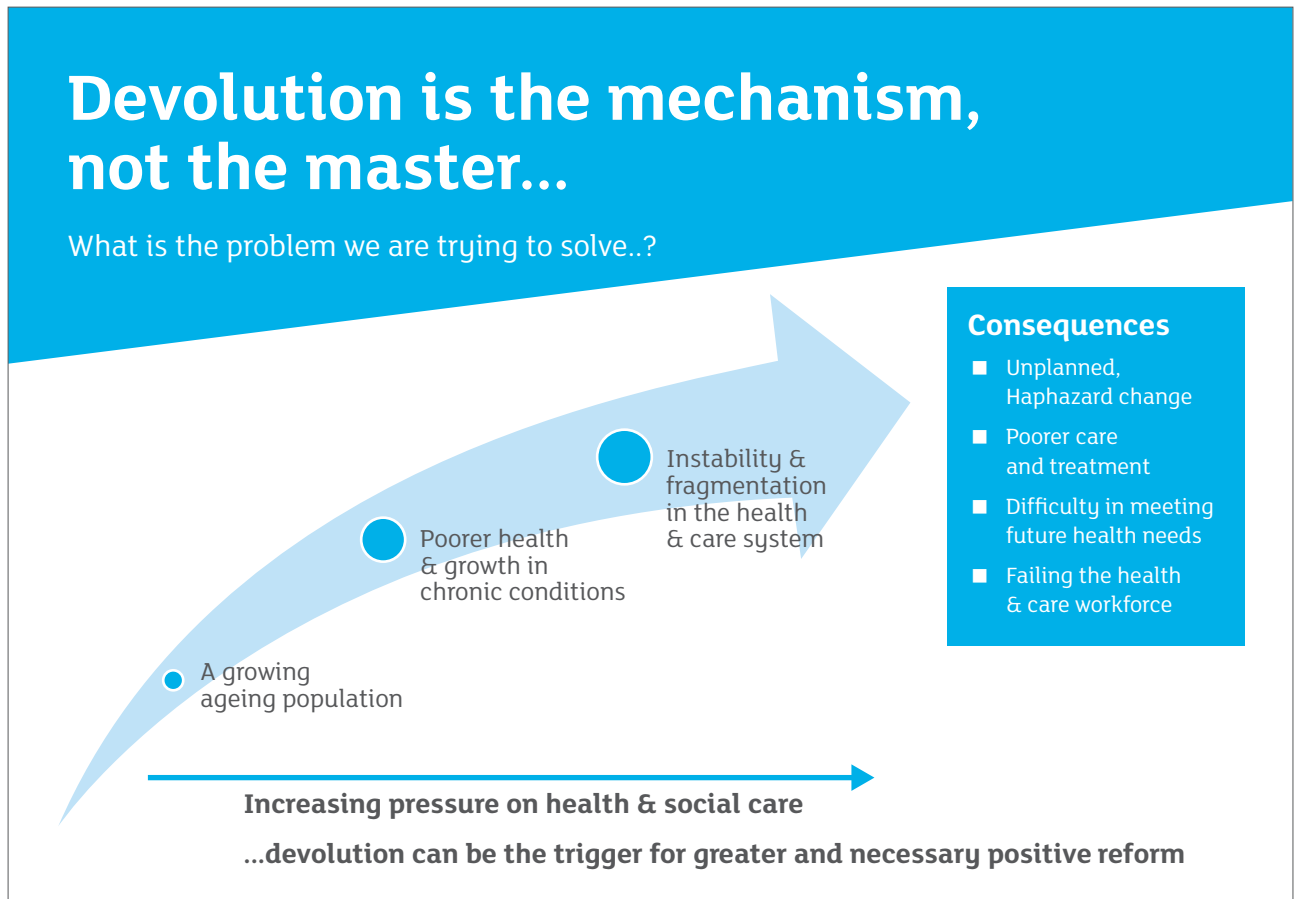 Devolution is the mechanism,
not the master...
What is the problem we are trying to solve..?
A growing
ageing population
Poorer health
& growth in
chronic conditions
Instability &
fragmentation
in the health
& care system
Consequences
Unplanned,
Haphazard change
Poorer care
and treatment
Difficulty in meeting
future health needs
Failing the health
& care workforce
Increasing pressure on health & social care
...devolution can be the trigger for greater and necessary positive reform